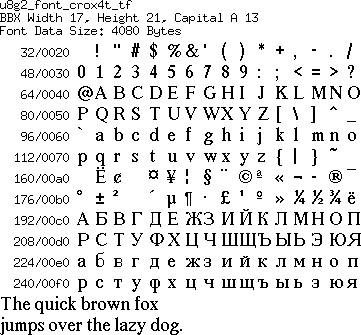 u8g2_font_crox4t_tf
BBX Width 17, Height 21, Capital A 13
Font Data Size: 4080 Bytes
32/0020 ! " # $ % & ' ( ) * + , - . /
48/0030 0 1 2 3 4 5 6 7 8 9 : ; < = > ?
64/0040 @ A B C D E F G H I J K L M N O
80/0050 P Q R S T U V W X Y Z [ \ ] ^ _
96/0060 ` a b c d e f g h i j k l m n o
112/0070 p q r s t u v w x y z { | } ~
160/00a0 Ё ¢ ¤ ¥ ¦ § ¨ © ª « ¬ - ® ¯
176/00b0 ° ± ² ´ µ ¶ · £ ¹ º » ¼ ½ ¾ ё
192/00c0 А Б В Г Д Е Ж З И Й К Л М Н О П
208/00d0 Р С Т У Ф Х Ц Ч Ш Щ Ъ Ы Ь Э Ю Я
224/00e0 а б в г д е ж з и й к л м н о п
240/00f0 р с т у ф х ц ч ш щ ъ ы ь э ю я
The quick brown fox
jumps over the lazy dog.